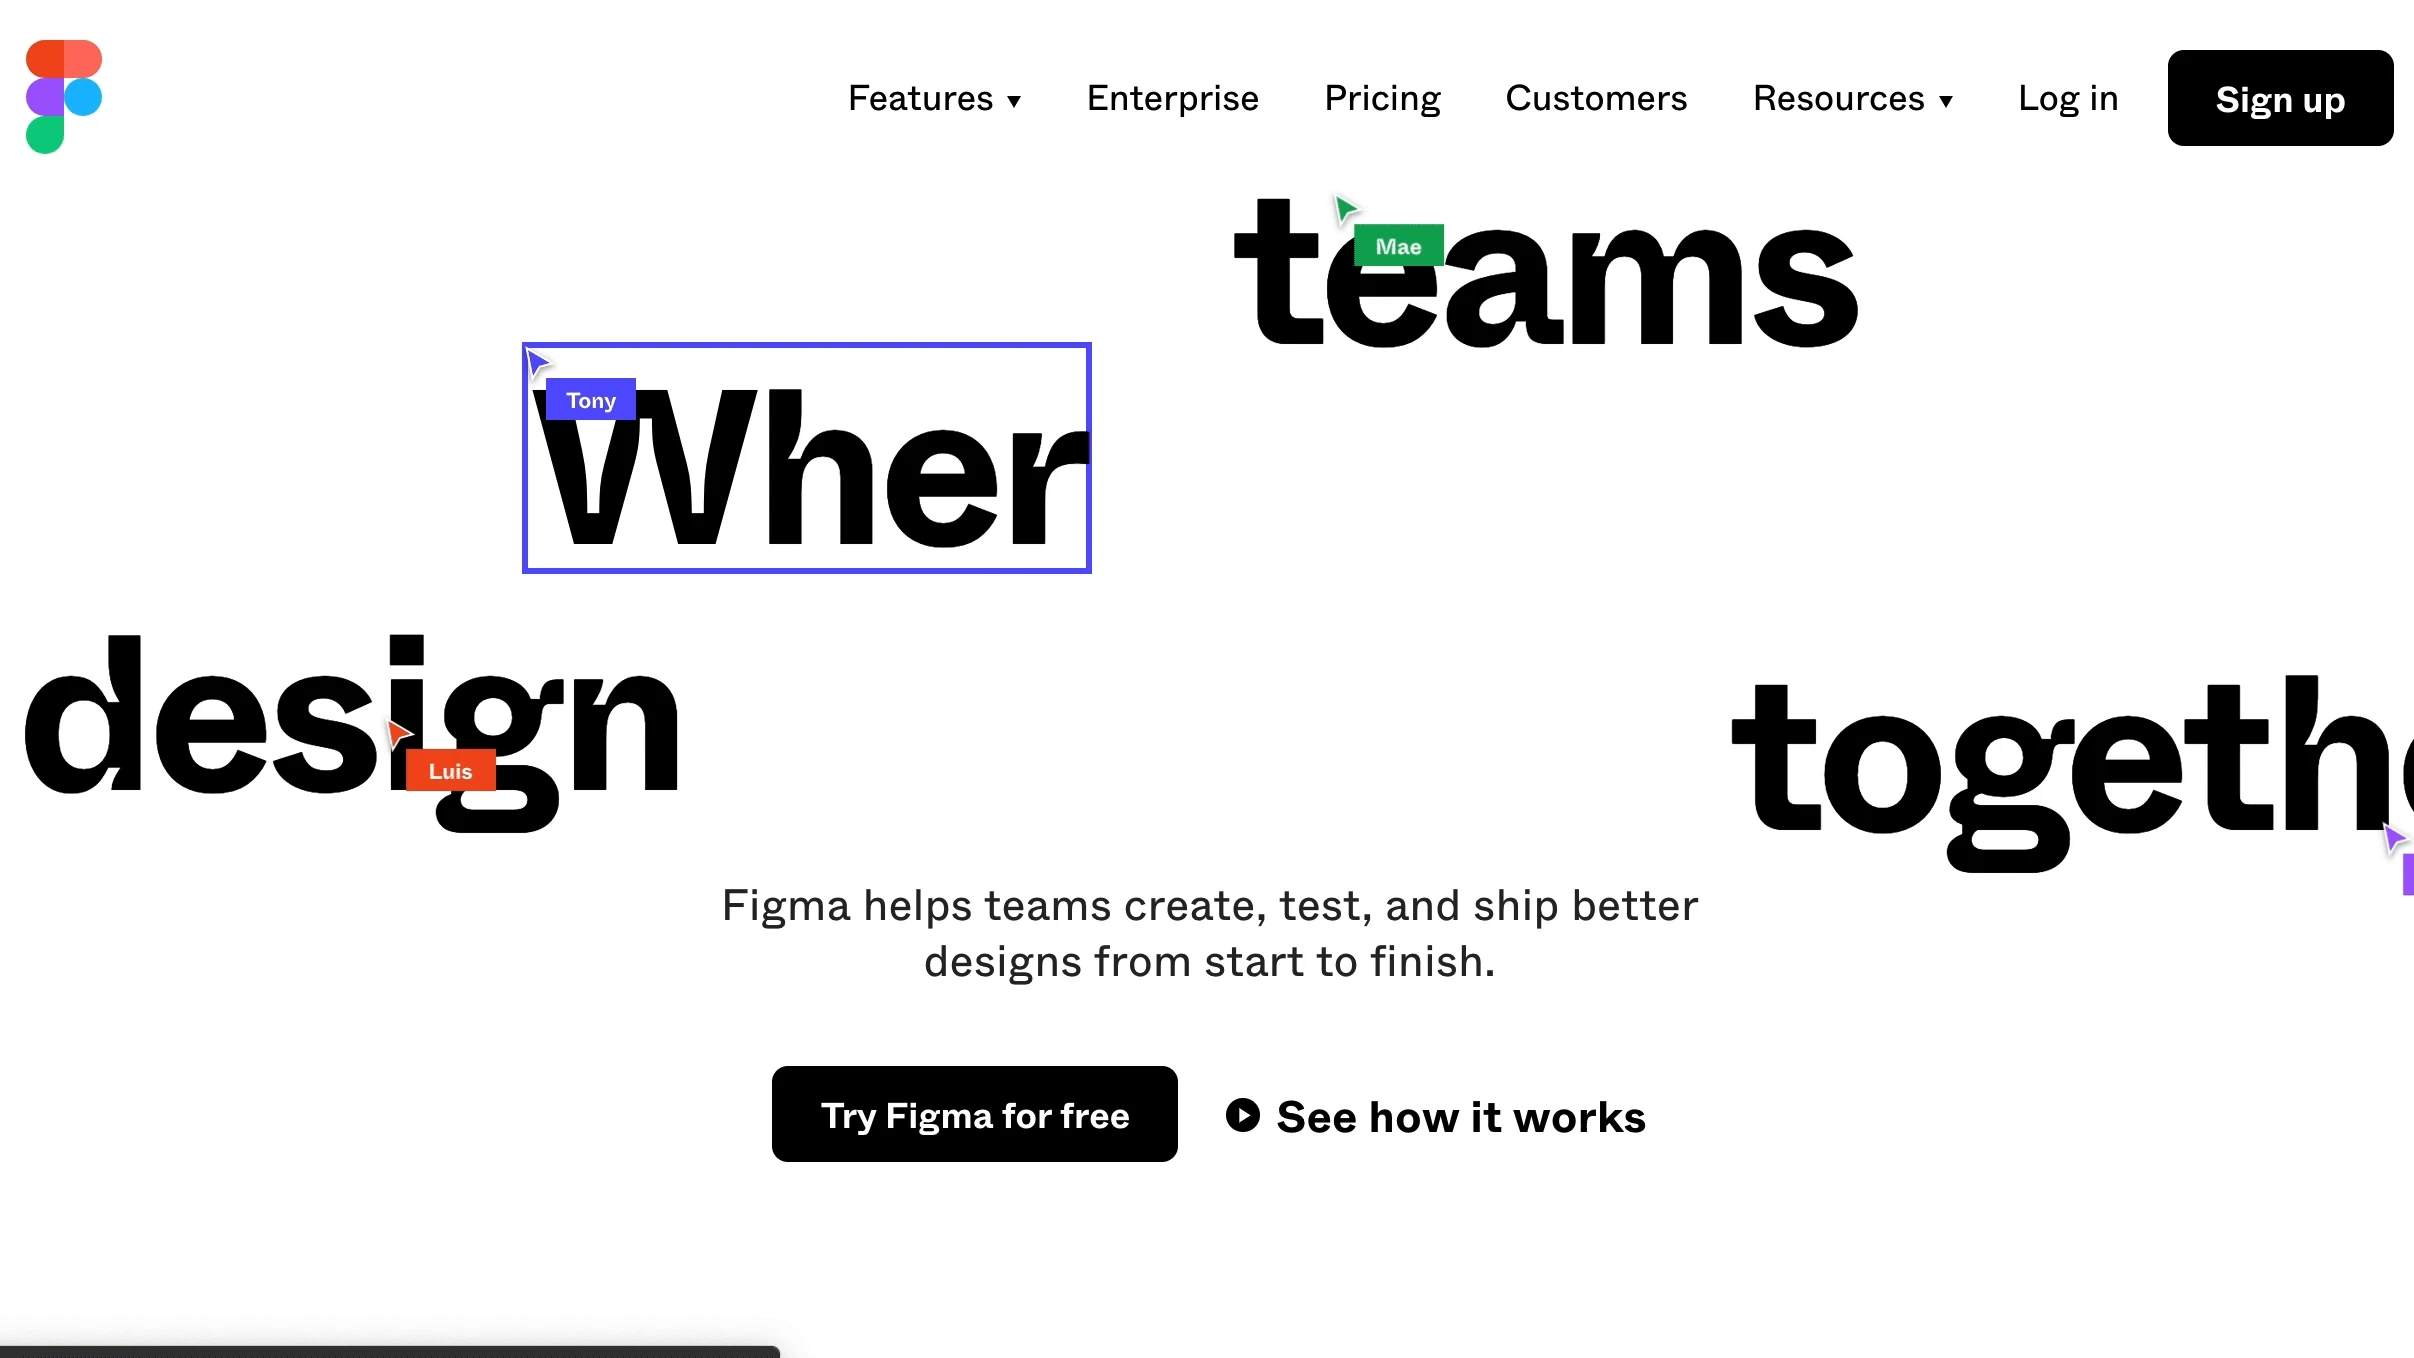 Features ▾ Enterprise Pricing Customers Resources ▾ Log in Sign up
teams
Mae
Wher
Tony
design
Luis
togeth
Figma helps teams create, test, and ship better
designs from start to finish.
Try Figma for free See how it works